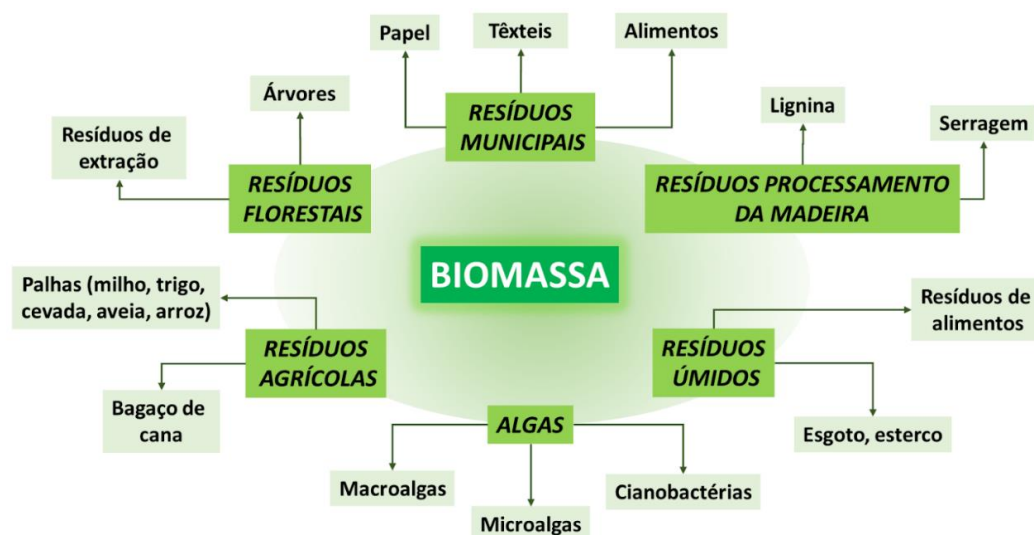 Papel
Têxteis
Alimentos
RESÍDUOS
MUNICIPAIS
Árvores
Resíduos de
extração
RESÍDUOS
FLORESTAIS
Lignina
Serragem
RESÍDUOS PROCESSAMENTO
DA MADEIRA
BIOMASSA
Palhas (milho, trigo,
cevada, aveia, arroz)
RESÍDUOS
AGRÍCOLAS
Bagaço de
cana
Resíduos de
alimentos
RESÍDUOS
ÚMIDOS
Esgoto, esterco
ALGAS
Macroalgas
Microalgas
Cianobactérias